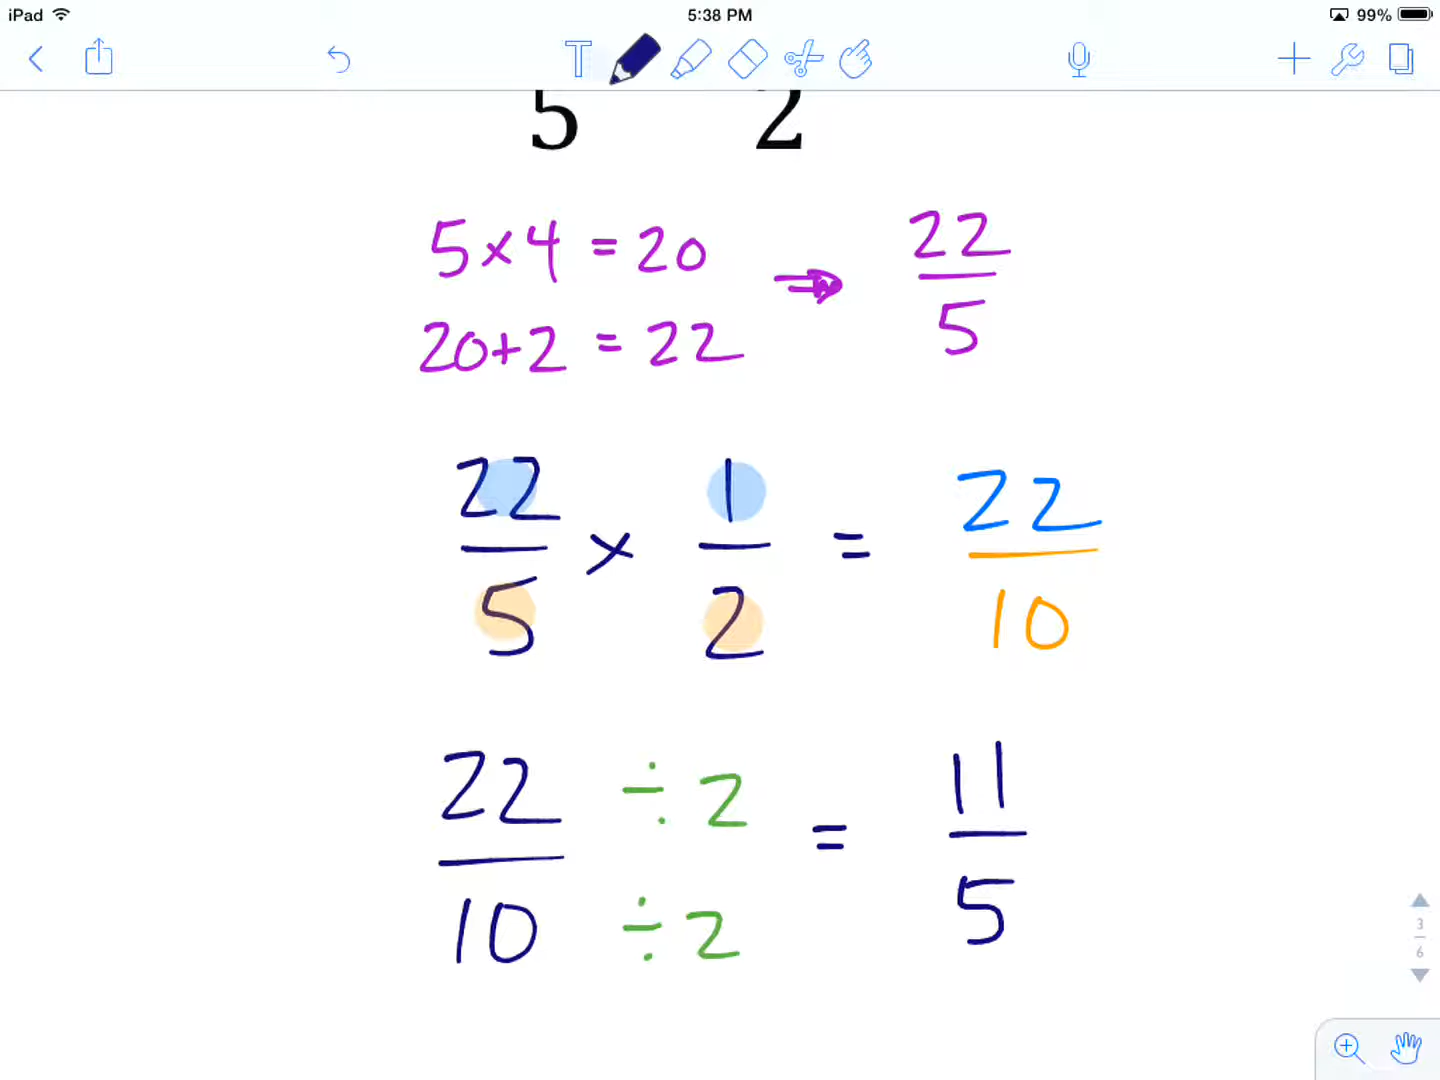 iPad 5:38 PM 99%
T
5 2
5 × 4 = 20
20 + 2 = 22
22
5
22 × 1 = 22
5 2 10
22 ÷ 2 = 11
10 ÷ 2 5
3
6